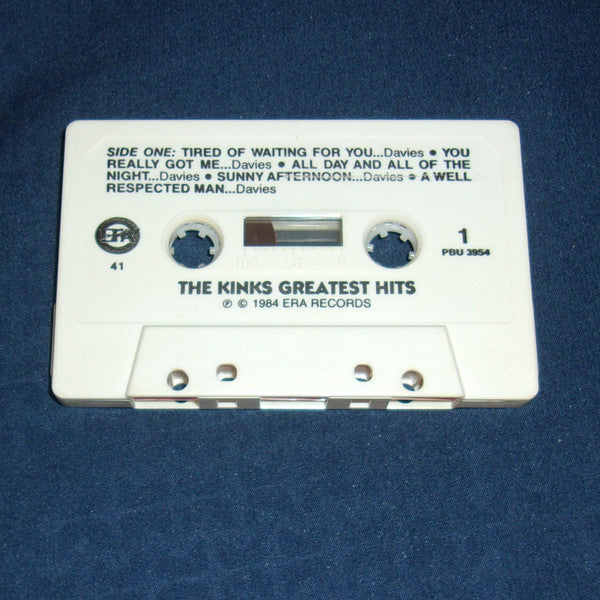 SIDE ONE: TIRED OF WAITING FOR YOU...Davies • YOU
REALLY GOT ME...Davies • ALL DAY AND ALL OF THE
NIGHT...Davies • SUNNY AFTERNOON...Davies • A WELL
RESPECTED MAN...Davies
ERA
41
1
PBU 3954
100 50 0
THE KINKS GREATEST HITS
℗ © 1984 ERA RECORDS